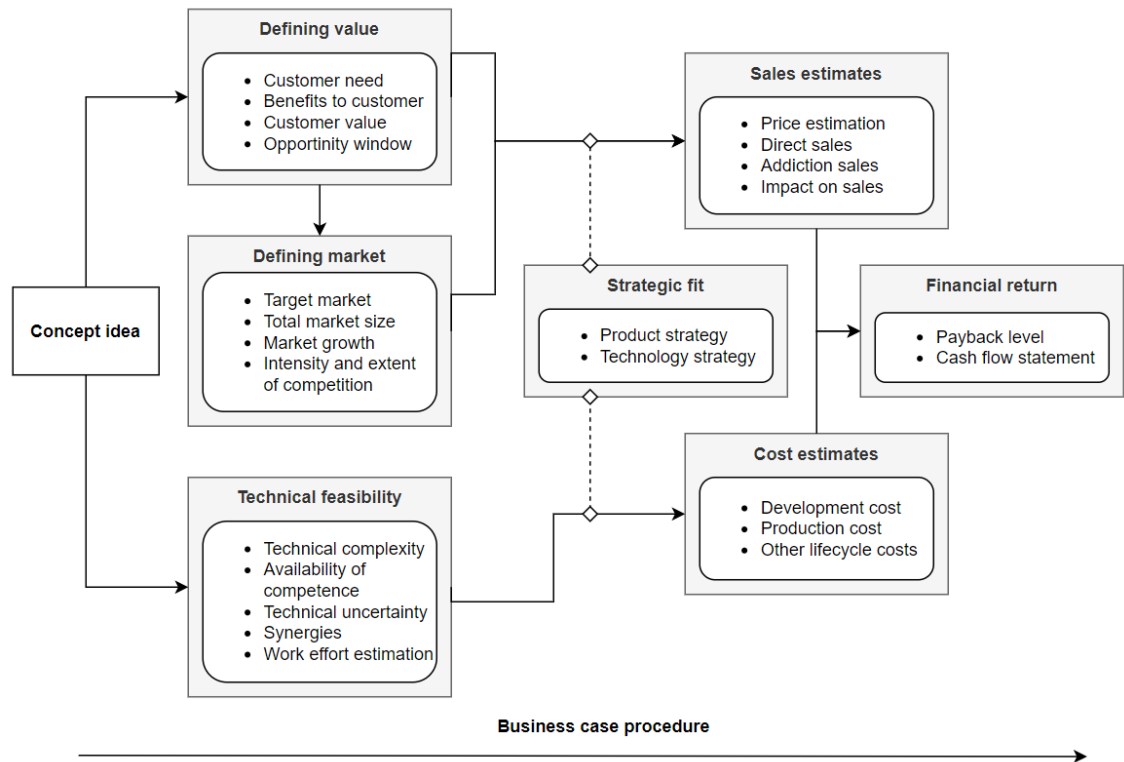 Defining value
Customer need
Benefits to customer
Customer value
Opportinity window
Defining market
Target market
Total market size
Market growth
Intensity and extent
of competition
Concept idea
Technical feasibility
Technical complexity
Availability of
competence
Technical uncertainty
Synergies
Work effort estimation
Strategic fit
Product strategy
Technology strategy
Sales estimates
Price estimation
Direct sales
Addiction sales
Impact on sales
Cost estimates
Development cost
Production cost
Other lifecycle costs
Financial return
Payback level
Cash flow statement
Business case procedure